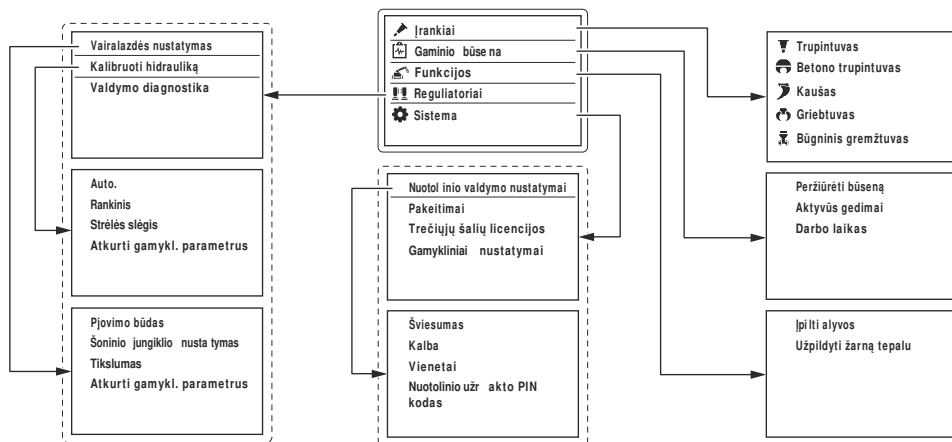 Vairalazdės nustatymas
Kalibruoti hidrauliką
Valdymo diagnostika
Auto.
Rankinis
Strėlės slėgis
Atkurti gamykl. parametrus
Pjovimo būdas
Šoninio jungiklio nusta tymas
Tikslumas
Atkurti gamykl. parametrus
Įrankiai
Gaminio būse na
Funkcijos
Reguliatoriai
Sistema
Nuotol inio valdymo nustatymai
Pakeitimai
Trečiųjų šalių licencijos
Gamykliniai nustatymai
Šviesumas
Kalba
Vienetai
Nuotolinio užr akto PIN
kodas
Trupintuvas
Betono trupintuvas
Kaušas
Griebtuvas
Būgninis gremžtuvas
Peržiūrėti būseną
Aktyvūs gedimai
Darbo laikas
Įpilti alyvos
Užpildyti žarną tepalu